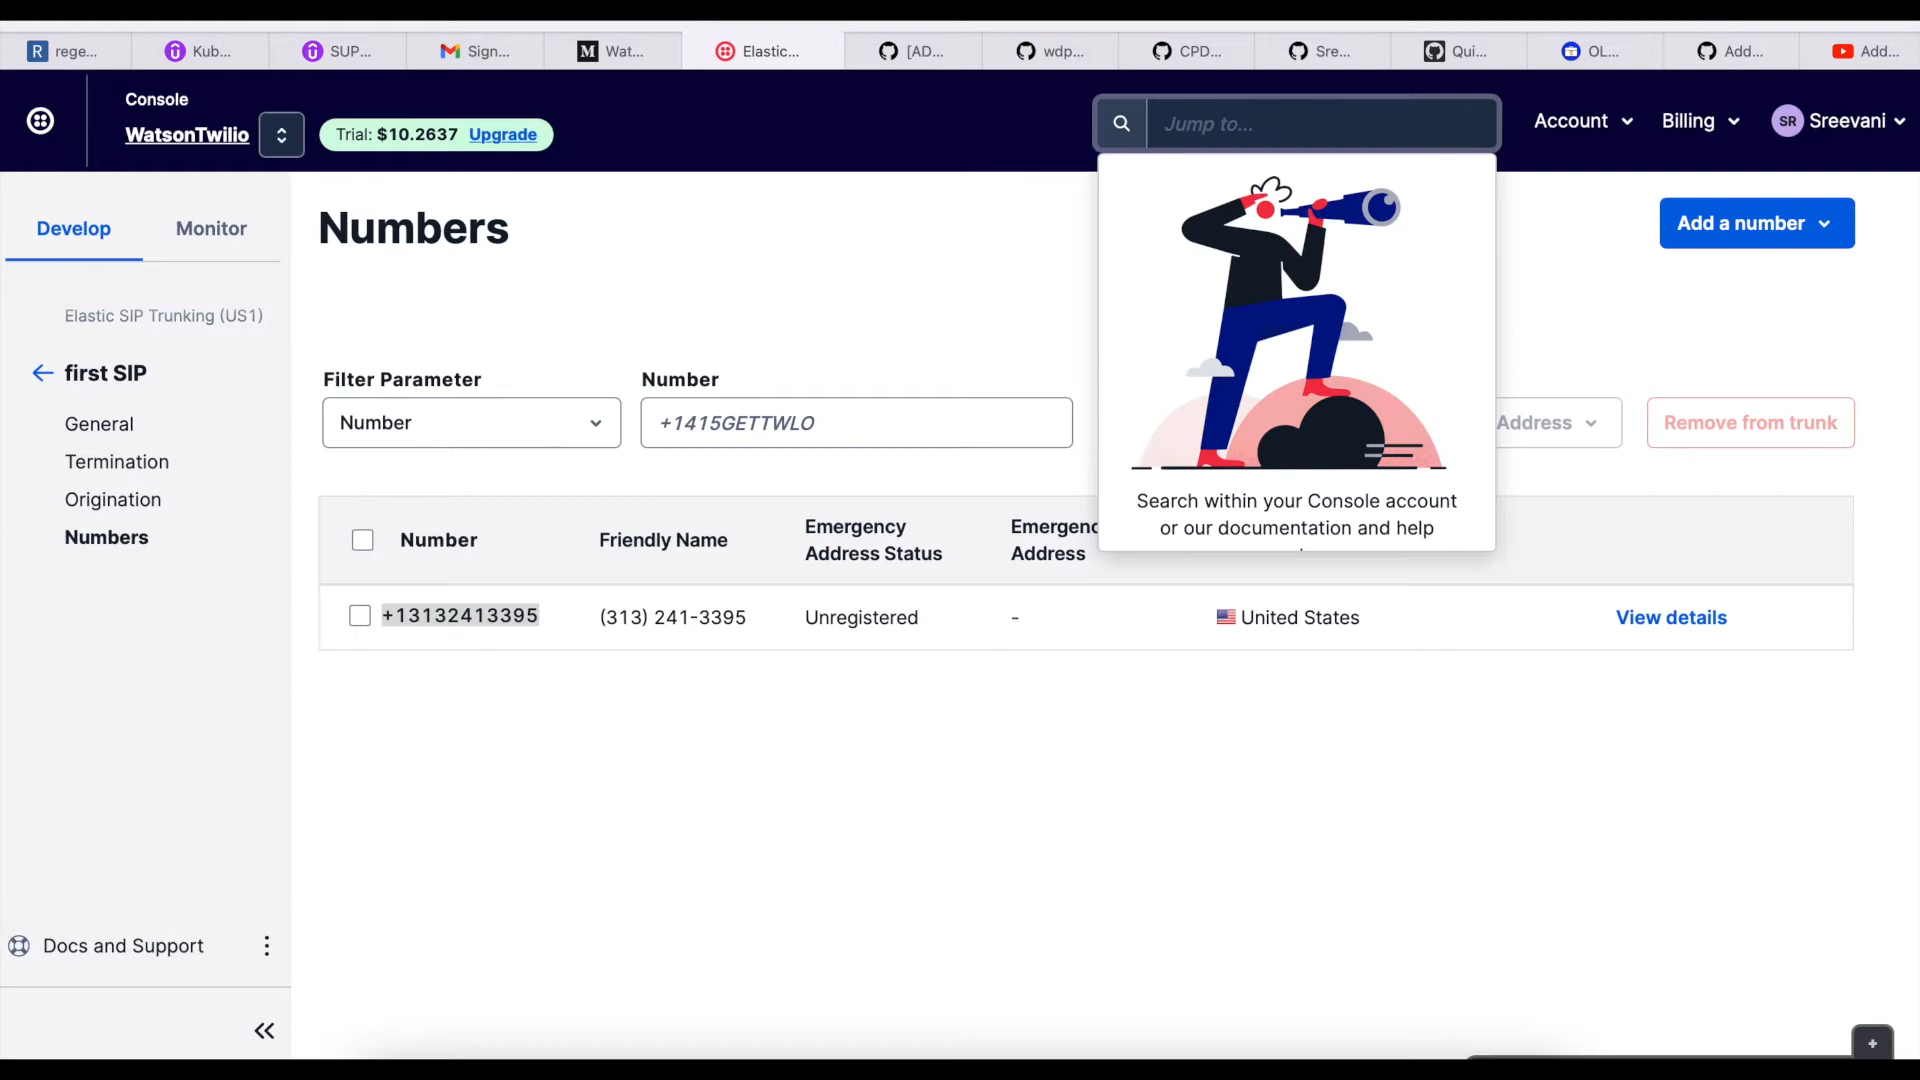 R rege...
Kub...
SUP...
Sign...
M Wat...
Elastic...
[AD...
wdp...
CPD...
Sre...
Qui...
OL...
Add...
Add...
Console
WatsonTwilio
Trial: $10.2637 Upgrade
Jump to...
Account
Billing
SR Sreevani
Develop
Monitor
Numbers
Add a number
Elastic SIP Trunking (US1)
first SIP
General
Termination
Origination
Numbers
Filter Parameter
Number
Number
+1415GETTWLO
Address
Remove from trunk
Search within your Console account
or our documentation and help
Number
Friendly Name
Emergency
Address Status
Emergenc
Address
+13132413395
(313) 241-3395
Unregistered
-
United States
View details
Docs and Support